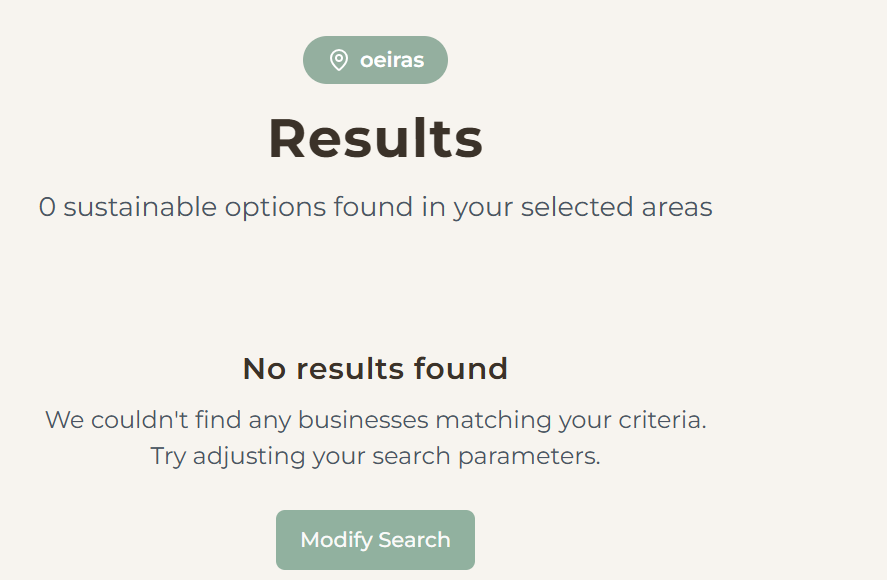 oeiras
Results
0 sustainable options found in your selected areas
No results found
We couldn't find any businesses matching your criteria.
Try adjusting your search parameters.
Modify Search